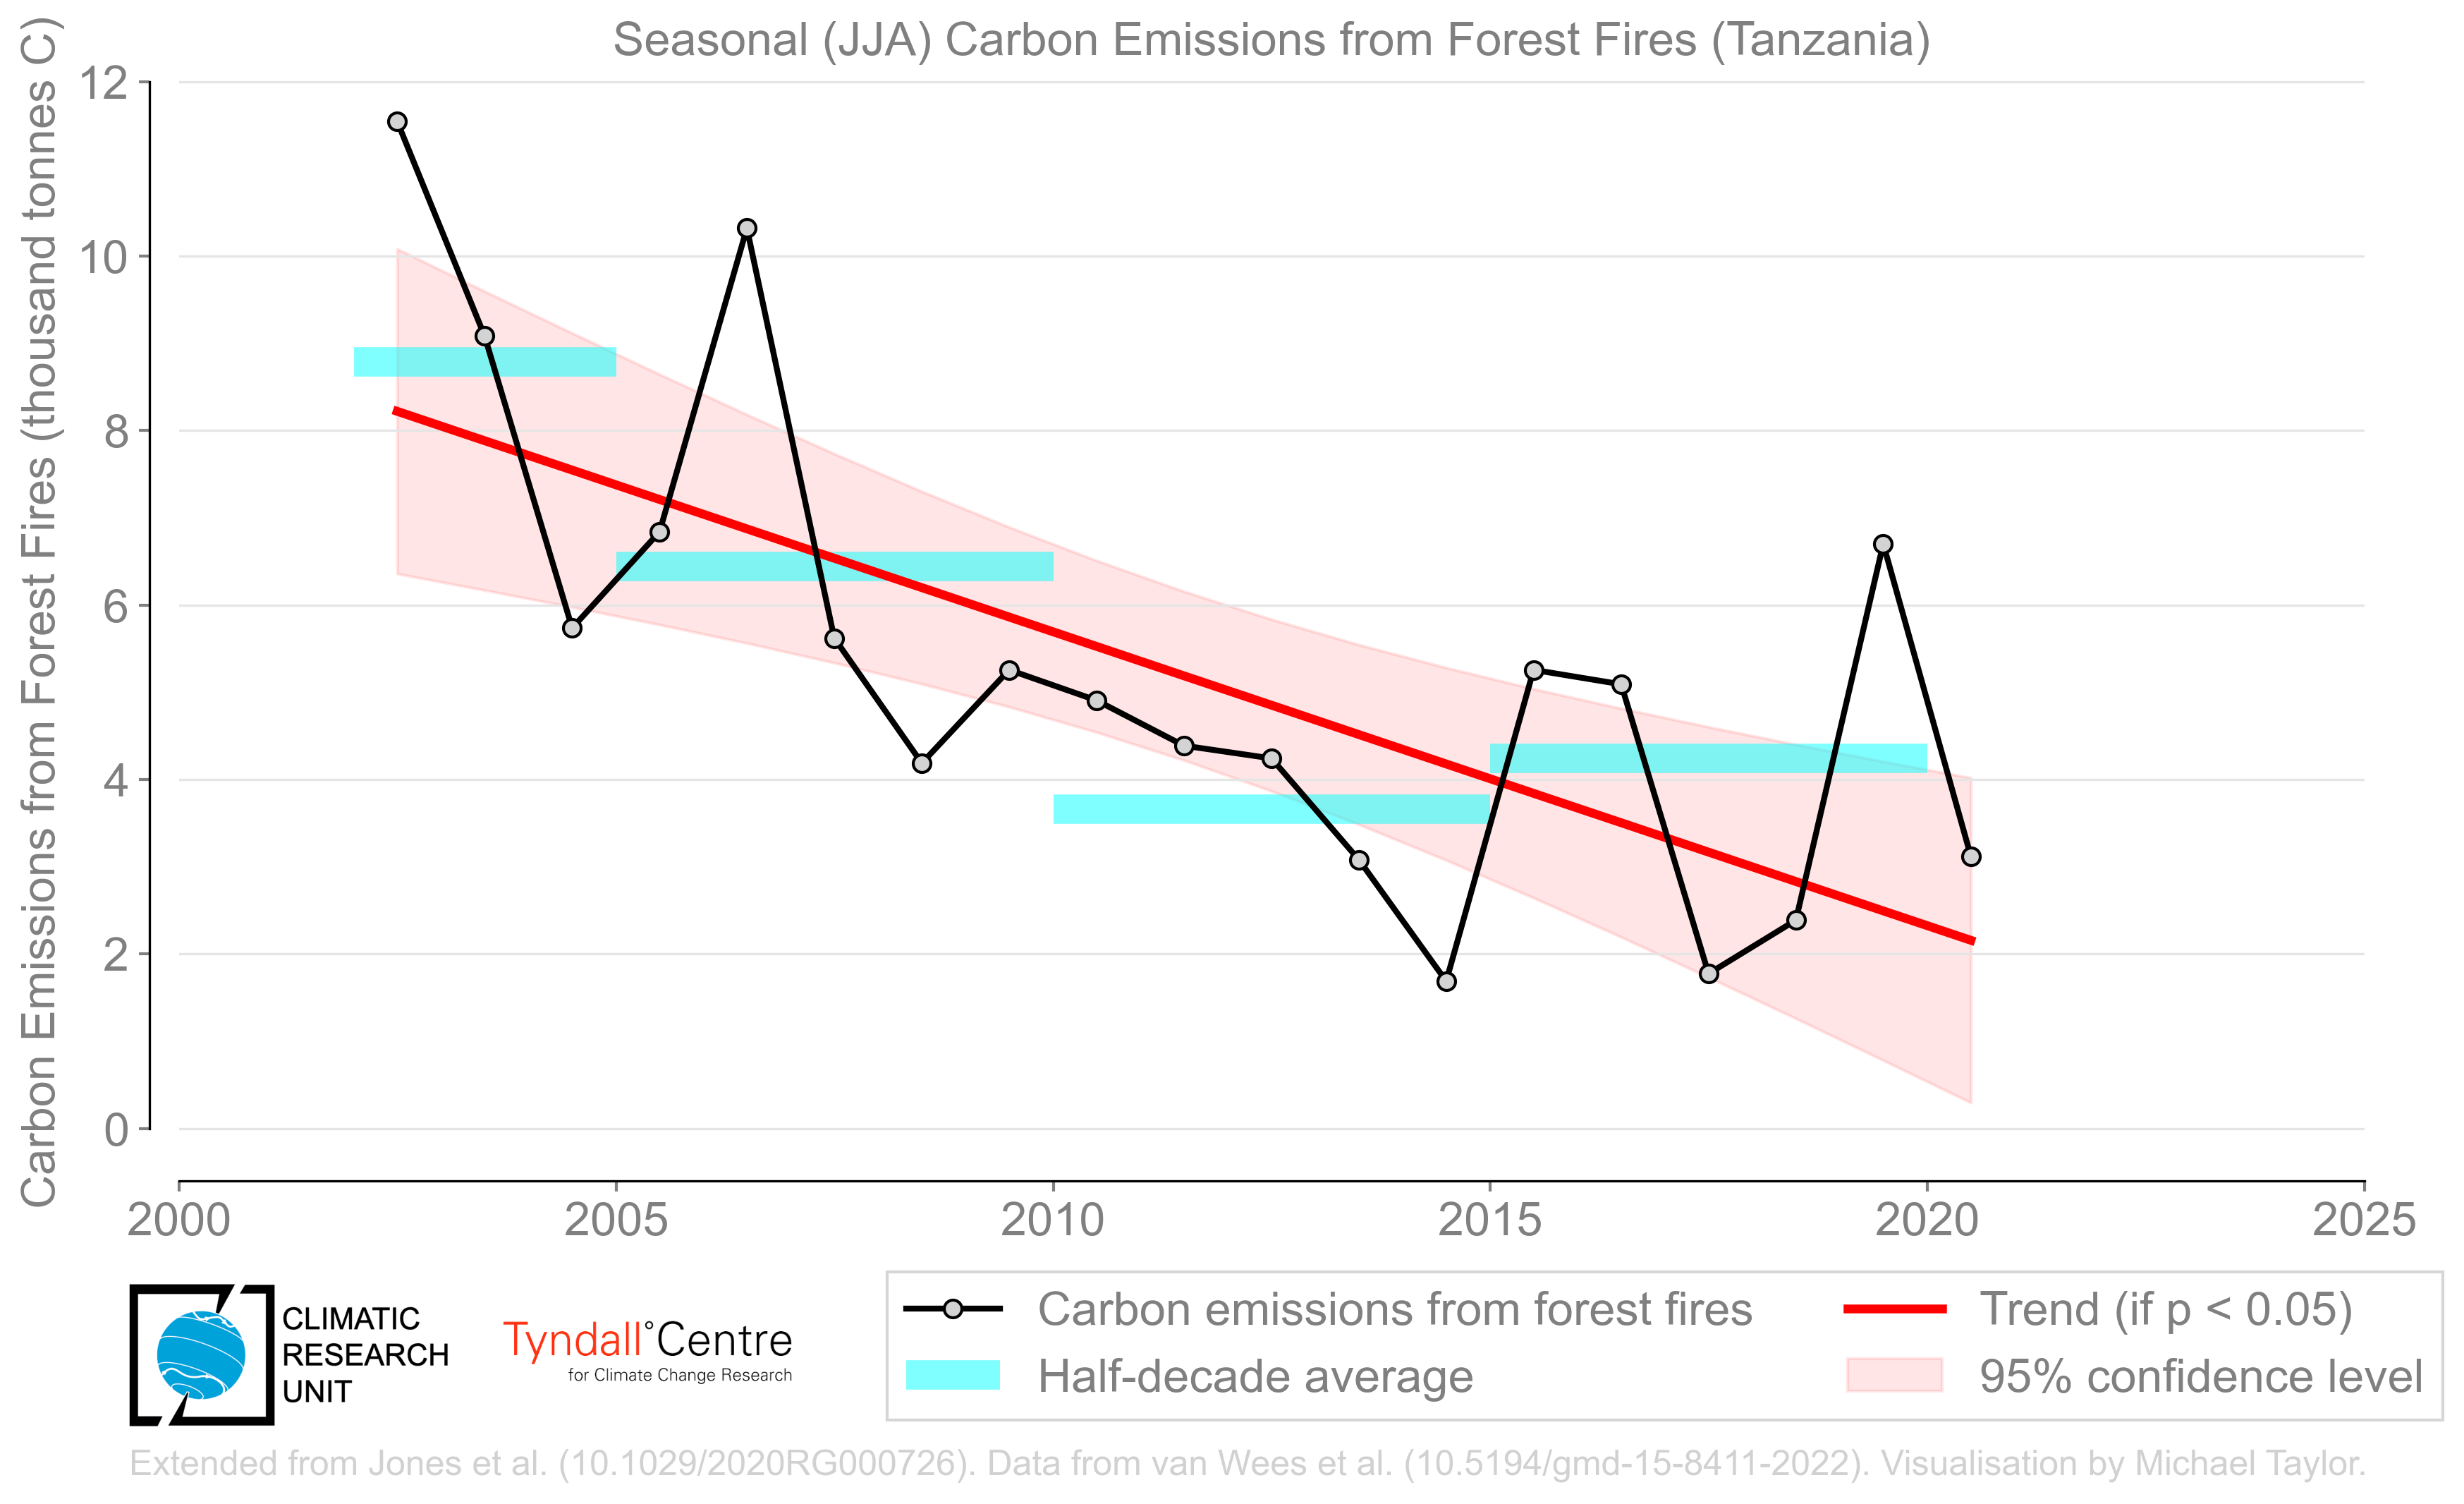 Seasonal (JJA) Carbon Emissions from Forest Fires (Tanzania)
Carbon Emissions from Forest Fires (thousand tonnes C)
12
10
8
6
4
2
0
2000 2005 2010 2015 2020 2025
Carbon emissions from forest fires
Trend (if p < 0.05)
Half-decade average
95% confidence level
CLIMATIC
RESEARCH
UNIT
Tyndall°Centre
for Climate Change Research
Extended from Jones et al. (10.1029/2020RG000726). Data from van Wees et al. (10.5194/gmd-15-8411-2022). Visualisation by Michael Taylor.